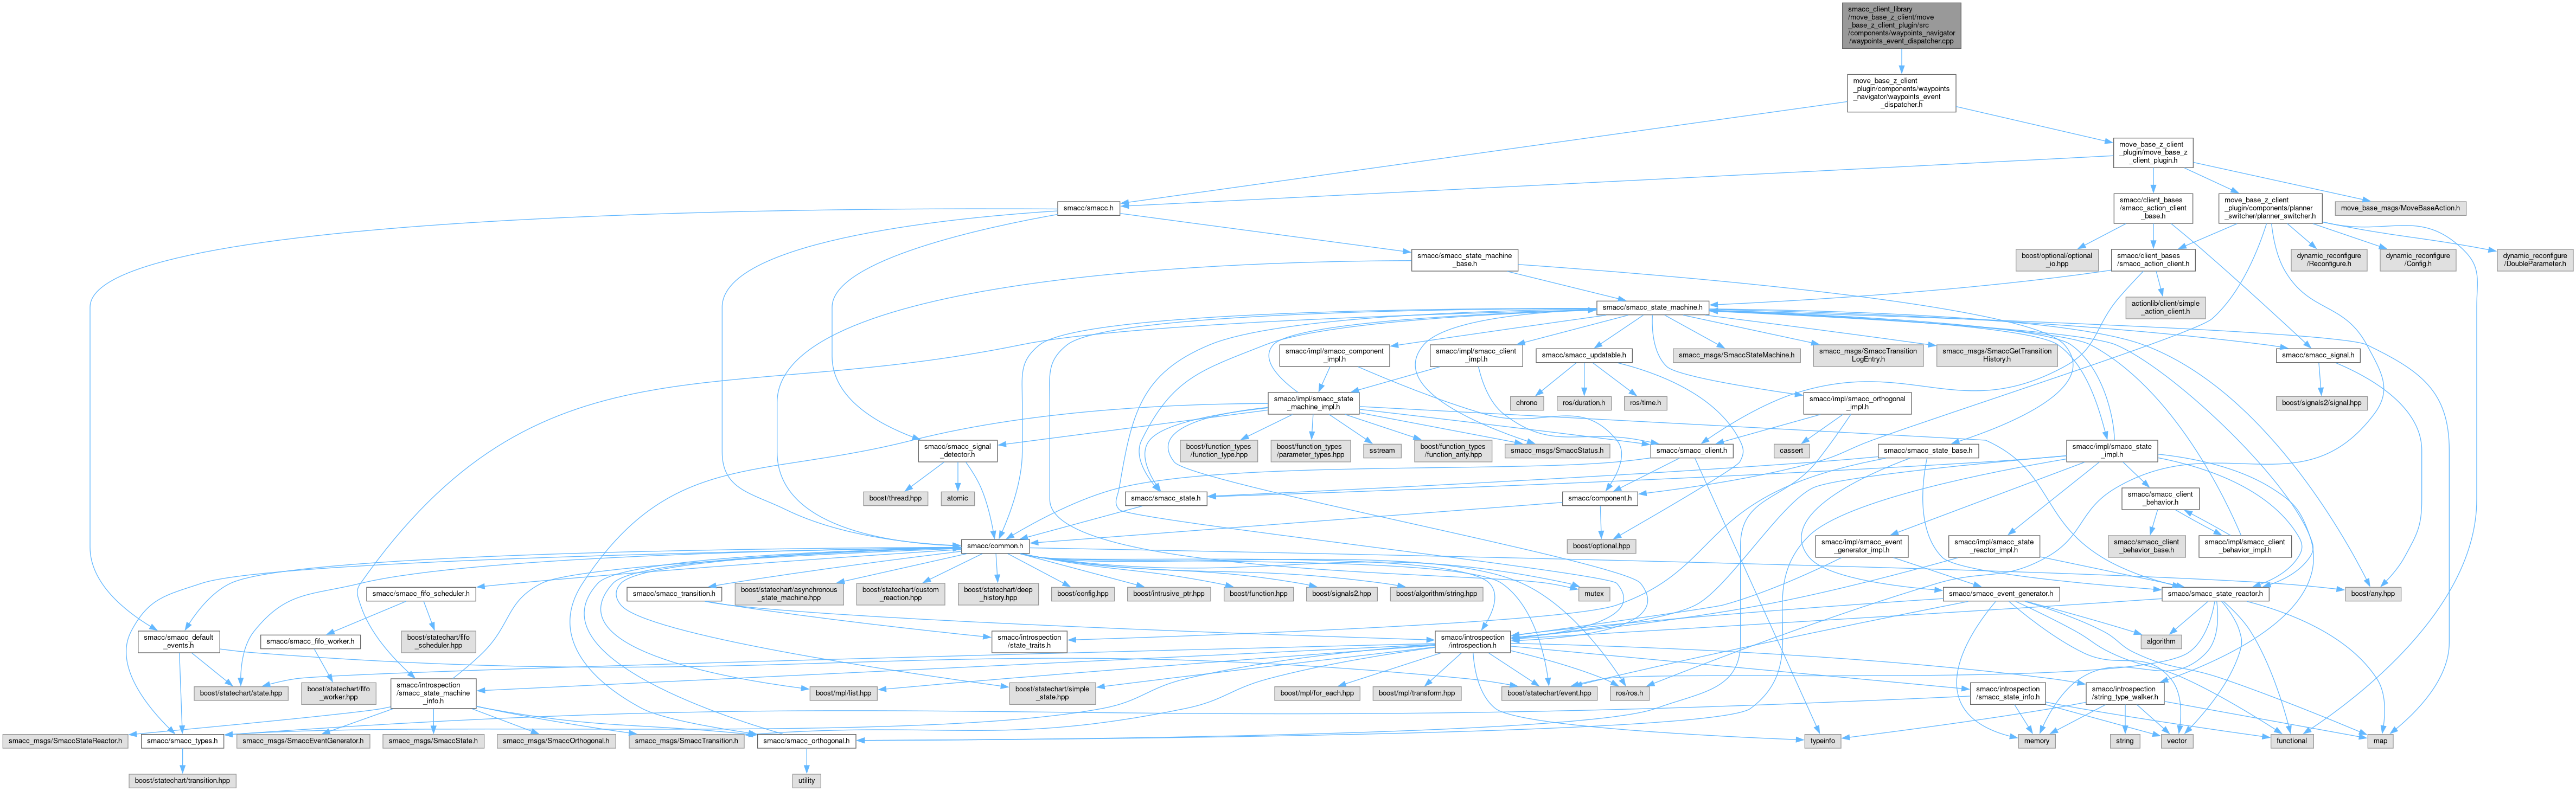 smacc_client_library
/move_base_z_client/move
_base_z_client_plugin/src
/components/waypoints_navigator
/waypoints_event_dispatcher.cpp
move_base_z_client
_plugin/components/waypoints
_navigator/waypoints_event
_dispatcher.h
move_base_z_client
_plugin/move_base_z
_client_plugin.h
smacc/smacc.h
smacc/client_bases
/smacc_action_client
_base.h
move_base_z_client
_plugin/components/planner
_switcher/planner_switcher.h
move_base_msgs/MoveBaseAction.h
smacc/smacc_state_machine
_base.h
boost/optional/optional
_io.hpp
smacc/client_bases
/smacc_action_client.h
dynamic_reconfigure
/Reconfigure.h
dynamic_reconfigure
/Config.h
dynamic_reconfigure
/DoubleParameter.h
smacc/smacc_state_machine.h
actionlib/client/simple
_action_client.h
smacc/impl/smacc_component
_impl.h
smacc/impl/smacc_client
_impl.h
smacc/smacc_updatable.h
smacc_msgs/SmaccStateMachine.h
smacc_msgs/SmaccTransition
LogEntry.h
smacc_msgs/SmaccGetTransition
History.h
smacc/smacc_signal.h
smacc/impl/smacc_state
_machine_impl.h
chrono
ros/duration.h
ros/time.h
smacc/impl/smacc_orthogonal
_impl.h
boost/signals2/signal.hpp
smacc/smacc_signal
_detector.h
boost/function_types
/function_type.hpp
boost/function_types
/parameter_types.hpp
sstream
boost/function_types
/function_arity.hpp
smacc_msgs/SmaccStatus.h
smacc/smacc_client.h
cassert
smacc/smacc_state_base.h
smacc/impl/smacc_state
_impl.h
boost/thread.hpp
atomic
smacc/smacc_state.h
smacc/component.h
smacc/smacc_client
_behavior.h
smacc/common.h
boost/optional.hpp
smacc/impl/smacc_event
_generator_impl.h
smacc/impl/smacc_state
_reactor_impl.h
smacc/smacc_client
_behavior_base.h
smacc/impl/smacc_client
_behavior_impl.h
smacc/smacc_fifo_scheduler.h
smacc/smacc_transition.h
boost/statechart/asynchronous
_state_machine.hpp
boost/statechart/custom
_reaction.hpp
boost/statechart/deep
_history.hpp
boost/config.hpp
boost/intrusive_ptr.hpp
boost/function.hpp
boost/signals2.hpp
boost/algorithm/string.hpp
mutex
smacc/smacc_event_generator.h
smacc/smacc_state_reactor.h
boost/any.hpp
smacc/smacc_default
_events.h
smacc/smacc_fifo_worker.h
boost/statechart/fifo
_scheduler.hpp
smacc/introspection
/state_traits.h
smacc/introspection
/introspection.h
algorithm
boost/statechart/state.hpp
boost/statechart/fifo
_worker.hpp
smacc/introspection
/smacc_state_machine
_info.h
boost/mpl/list.hpp
boost/statechart/simple
_state.hpp
boost/mpl/for_each.hpp
boost/mpl/transform.hpp
boost/statechart/event.hpp
ros/ros.h
smacc/introspection
/smacc_state_info.h
smacc/introspection
/string_type_walker.h
smacc_msgs/SmaccStateReactor.h
smacc/smacc_types.h
smacc_msgs/SmaccEventGenerator.h
smacc_msgs/SmaccState.h
smacc_msgs/SmaccOrthogonal.h
smacc_msgs/SmaccTransition.h
smacc/smacc_orthogonal.h
typeinfo
memory
string
vector
functional
map
boost/statechart/transition.hpp
utility